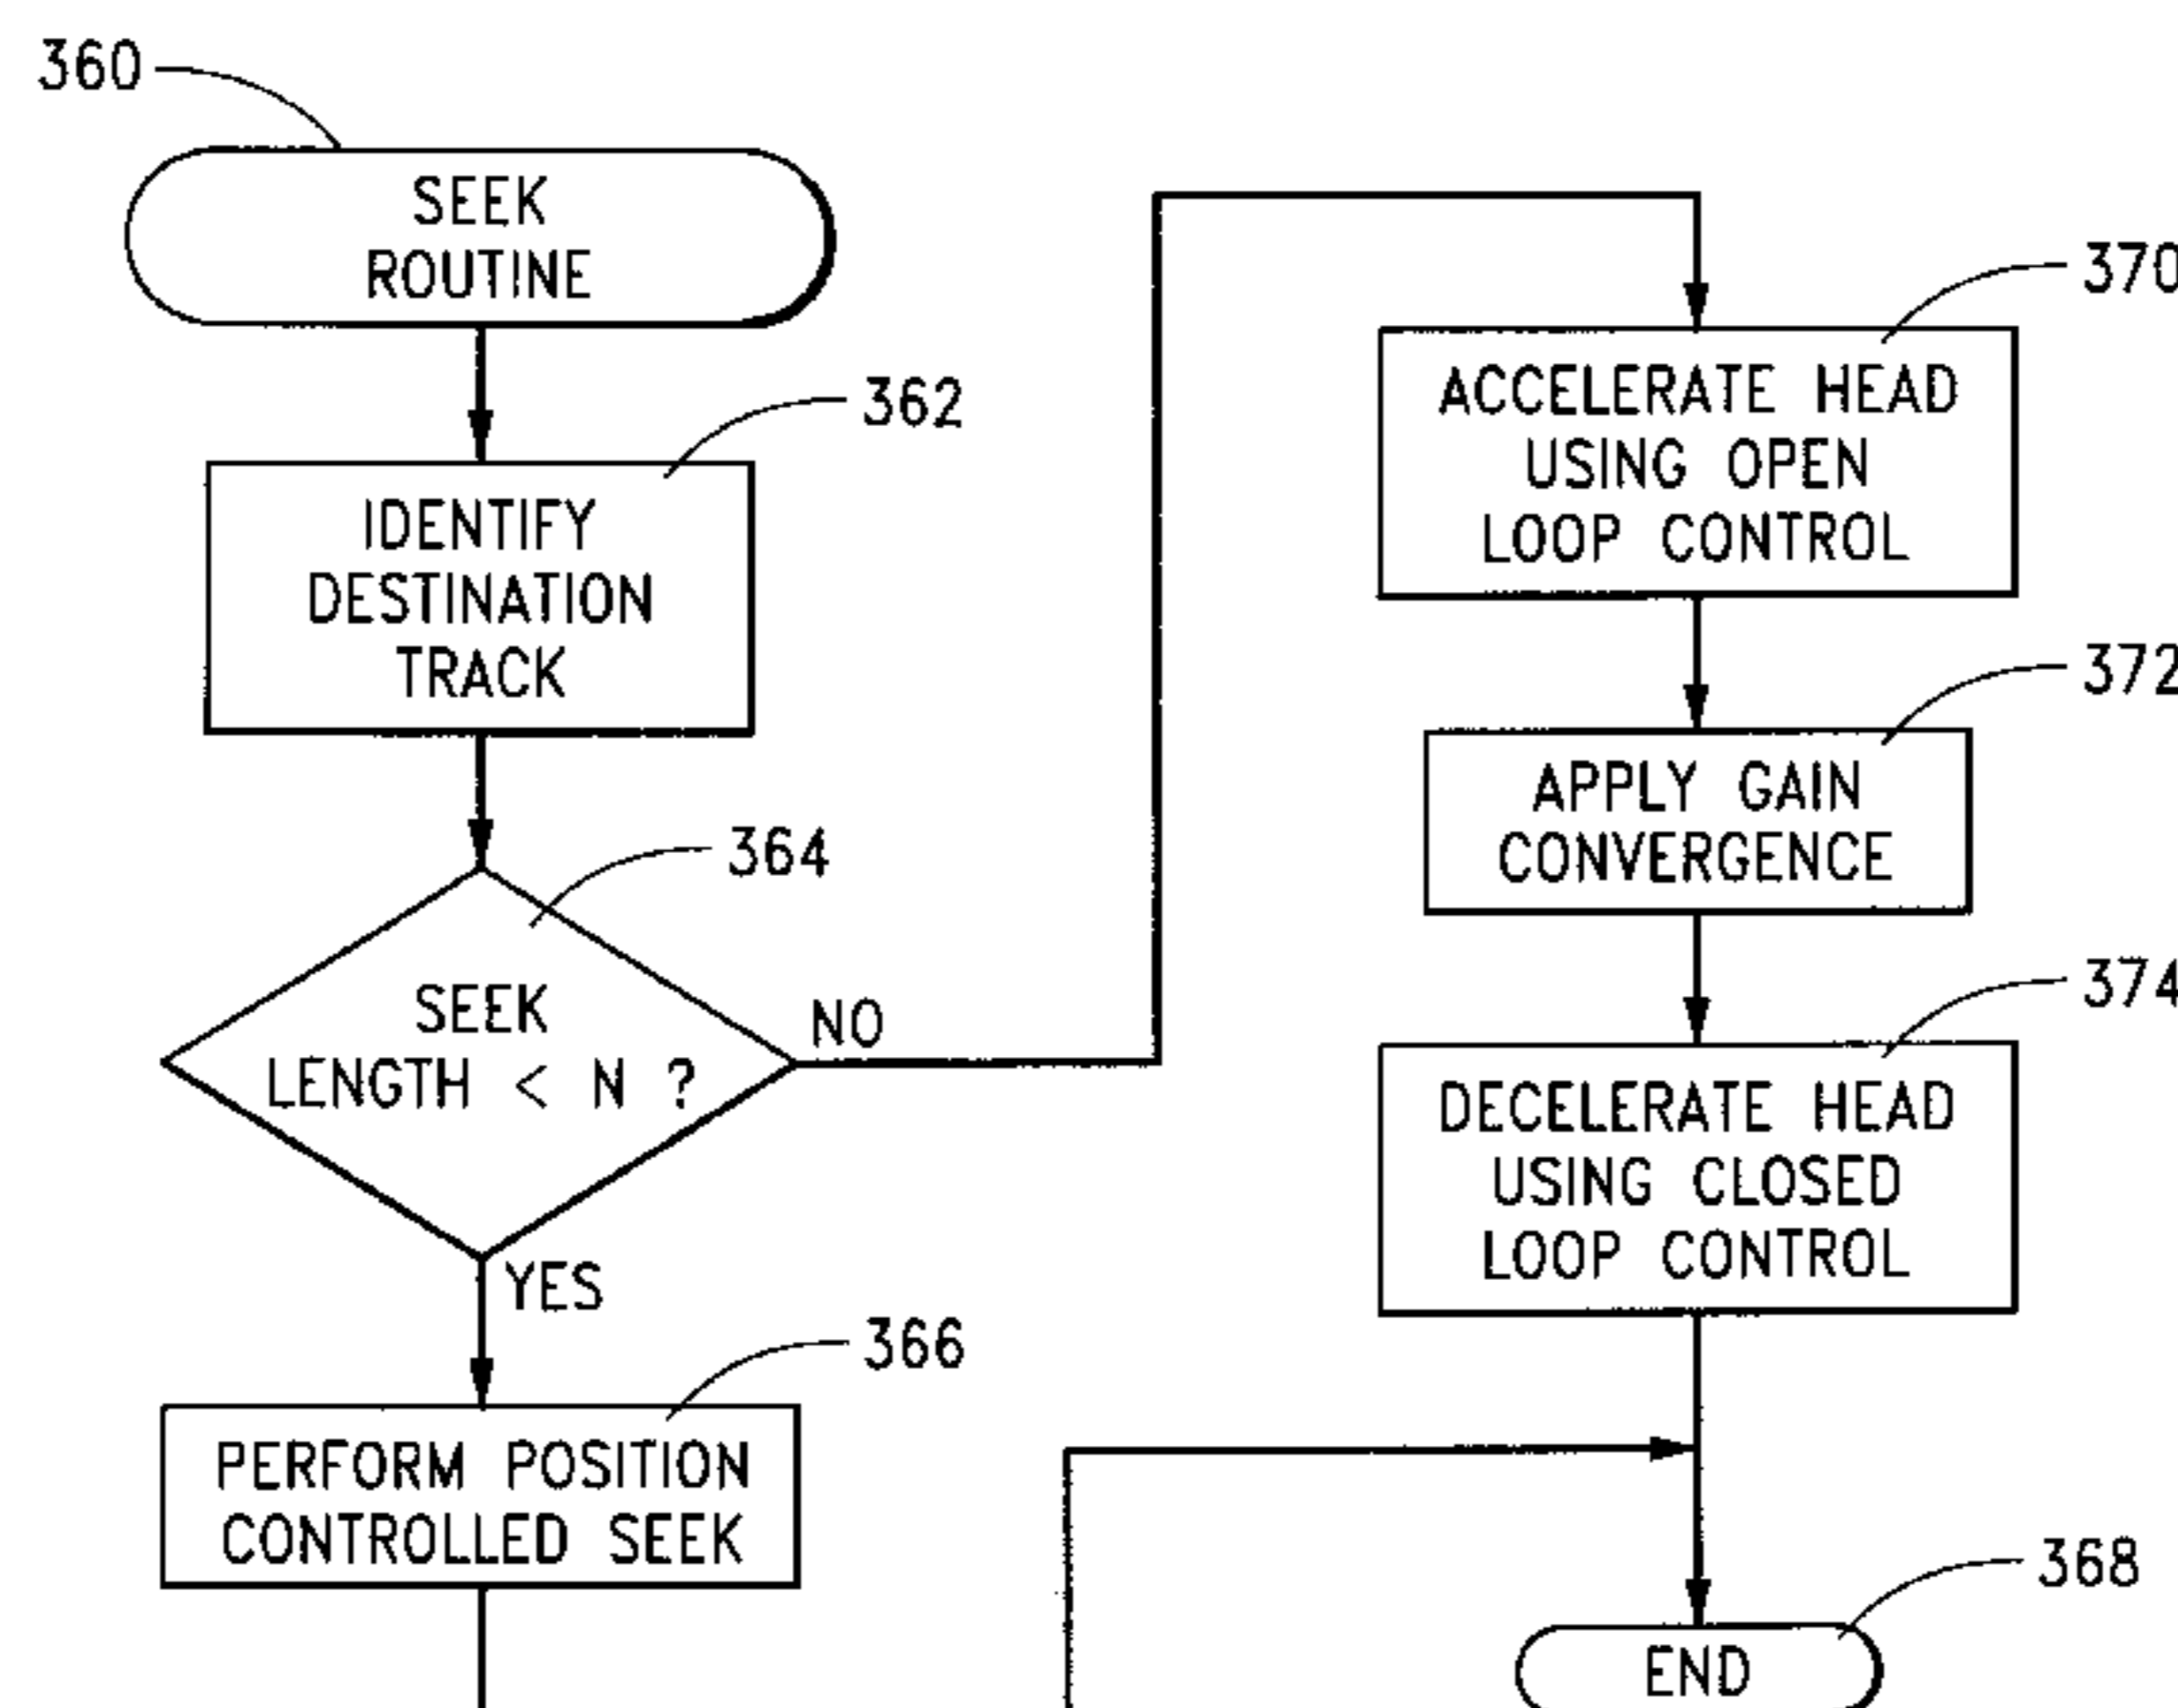 360
SEEK
ROUTINE
362
IDENTIFY
DESTINATION
TRACK
364
SEEK
LENGTH < N ?
NO
YES
366
PERFORM POSITION
CONTROLLED SEEK
370
ACCELERATE HEAD
USING OPEN
LOOP CONTROL
372
APPLY GAIN
CONVERGENCE
374
DECELERATE HEAD
USING CLOSED
LOOP CONTROL
368
END